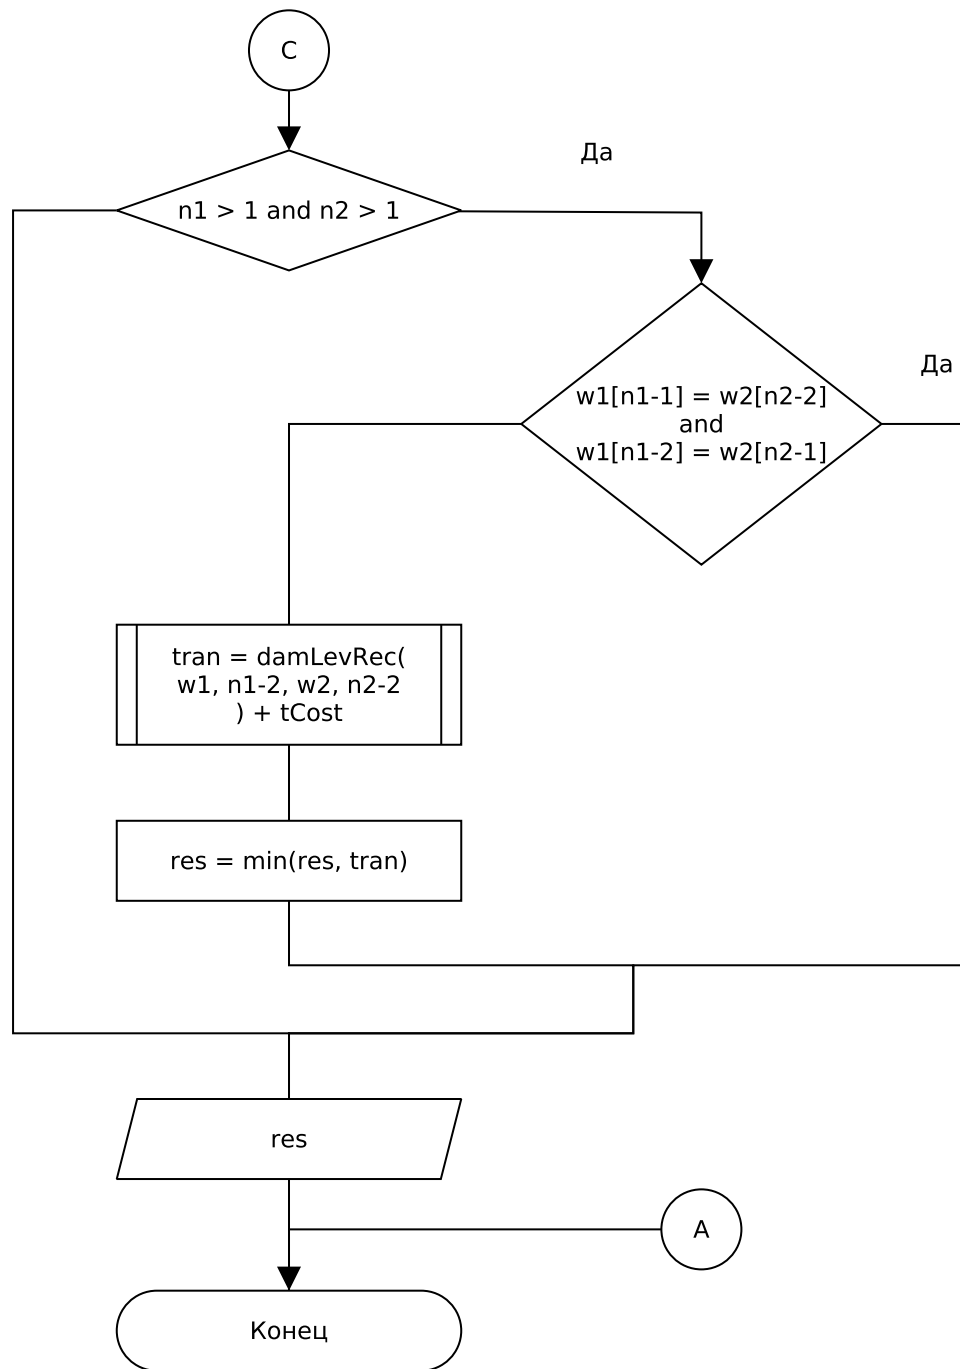 C
Да
n1 > 1 and n2 > 1
Да
w1[n1-1] = w2[n2-2]
and
w1[n1-2] = w2[n2-1]
tran = damLevRec(
w1, n1-2, w2, n2-2
) + tCost
res = min(res, tran)
res
A
Конец